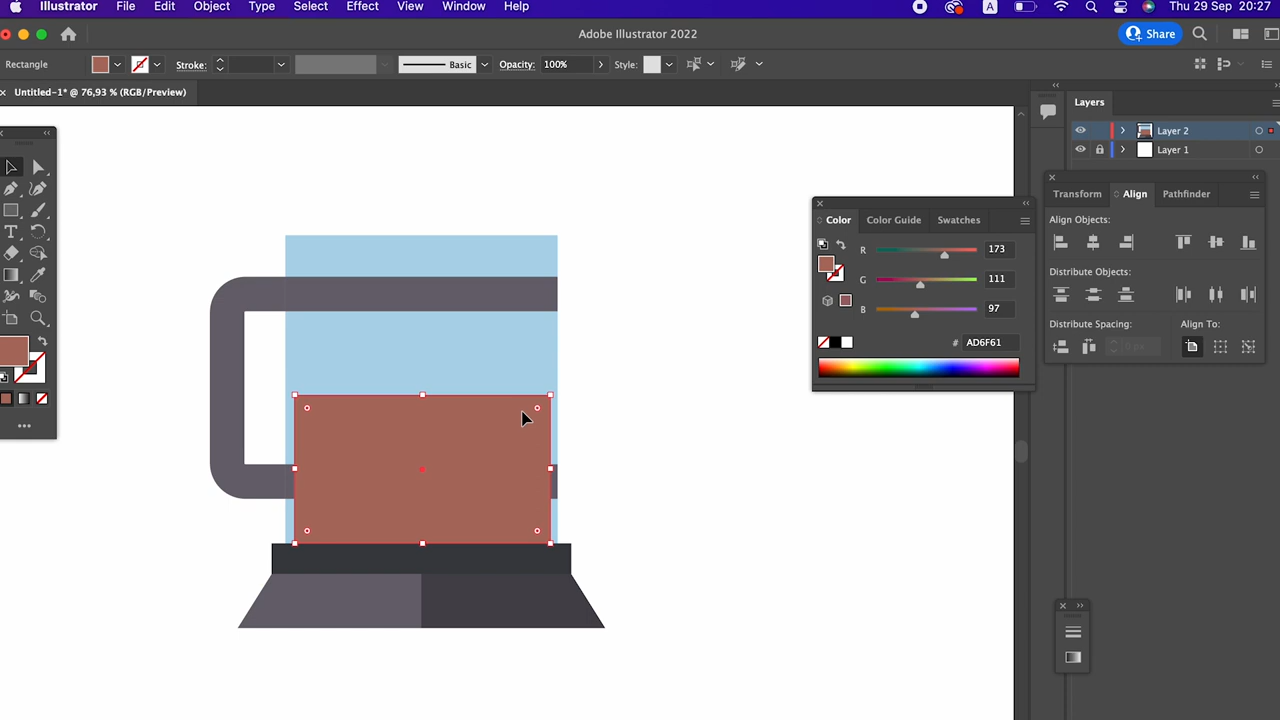 Illustrator File Edit Object Type Select Effect View Window Help A Thu 29 Sep 20:27
Adobe Illustrator 2022
Share
Rectangle Stroke: Basic Opacity: 100% Style:
Untitled-1* @ 76,93 % (RGB/Preview)
Layers
Layer 2
Layer 1
Transform Align Pathfinder
Align Objects:
Distribute Objects:
Distribute Spacing: Align To:
0 px
Color Color Guide Swatches
R 173
G 111
B 97
# AD6F61